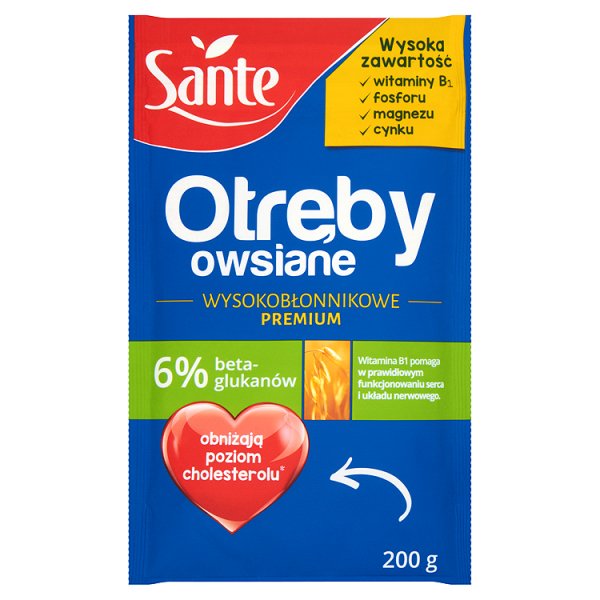 Sante
Wysoka
zawartość
✓ witaminy B1
✓ fosforu
✓ magnezu
✓ cynku
Otręby
owsiane
WYSOKOBŁONNIKOWE
PREMIUM
6% beta-
glukanów
Witamina B1 pomaga
w prawidłowym
funkcjonowaniu serca
i układu nerwowego.
obniżają
poziom
cholesterolu*
200 g